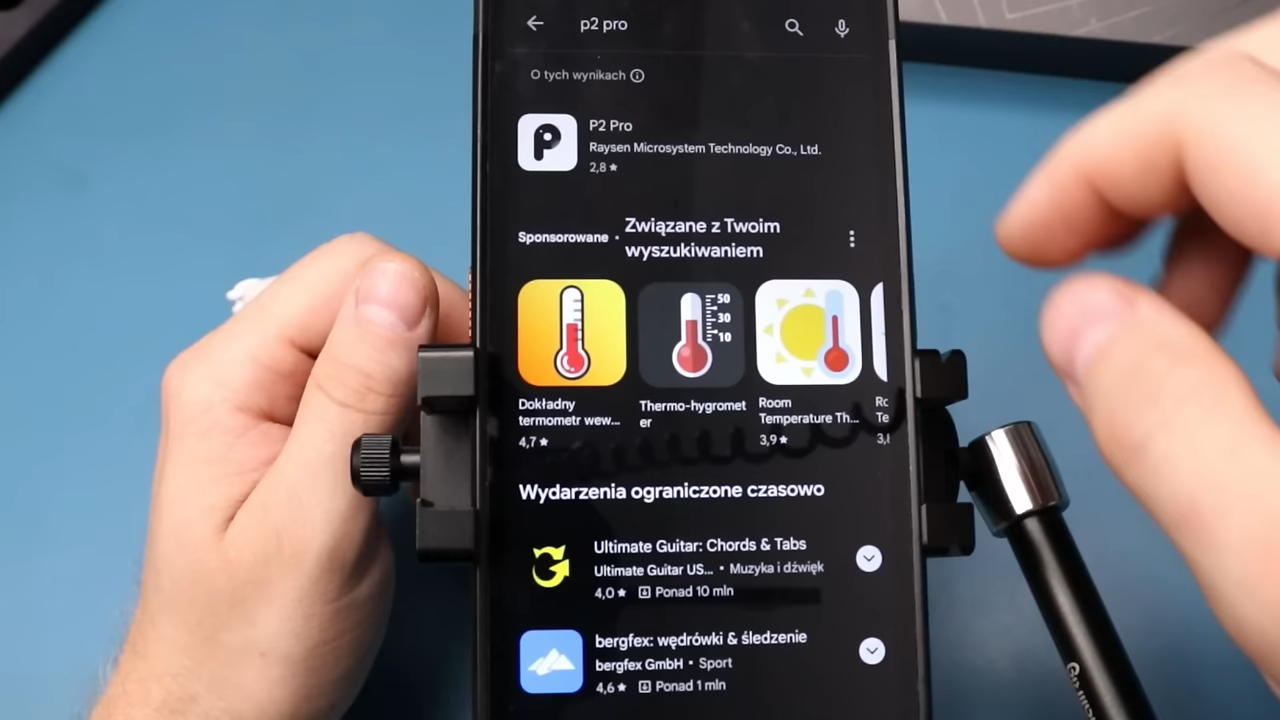 p2 pro
O tych wynikach
P2 Pro
Raysen Microsystem Technology Co., Ltd.
2,8 ★
Sponsorowane · Związane z Twoim
wyszukiwaniem
50
30
10
Dokładny
termometr wew...
4,7 ★
Thermo-hygromet
er
Room
Temperature Th...
3,9 ★
Te
Wydarzenia ograniczone czasowo
Ultimate Guitar: Chords & Tabs
Ultimate Guitar US... • Muzyka i dźwięk
4,0 ★ Ponad 10 mln
bergfex: wędrówki & śledzenie
bergfex GmbH • Sport
4,6 ★ Ponad 1 mln